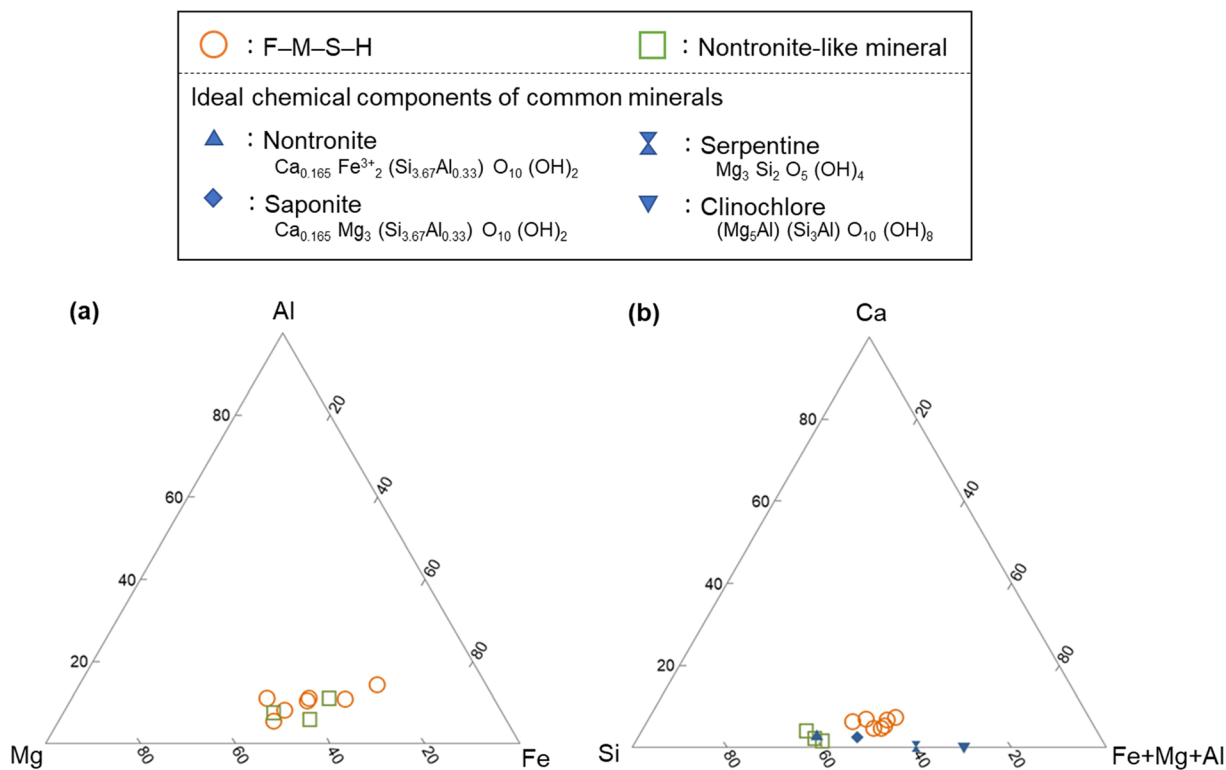 : F–M–S–H
: Nontronite-like mineral
Ideal chemical components of common minerals
: Nontronite
Ca0.165 Fe3+2 (Si3.67Al0.33) O10 (OH)2
: Serpentine
Mg3 Si2 O5 (OH)4
: Saponite
Ca0.165 Mg3 (Si3.67Al0.33) O10 (OH)2
: Clinochlore
(Mg5Al) (Si3Al) O10 (OH)8
(a)
Al
80
20
60
40
40
60
20
80
Mg
80
60
40
20
Fe
(b)
Ca
80
20
60
40
40
60
20
80
Si
80
60
40
20
Fe+Mg+Al